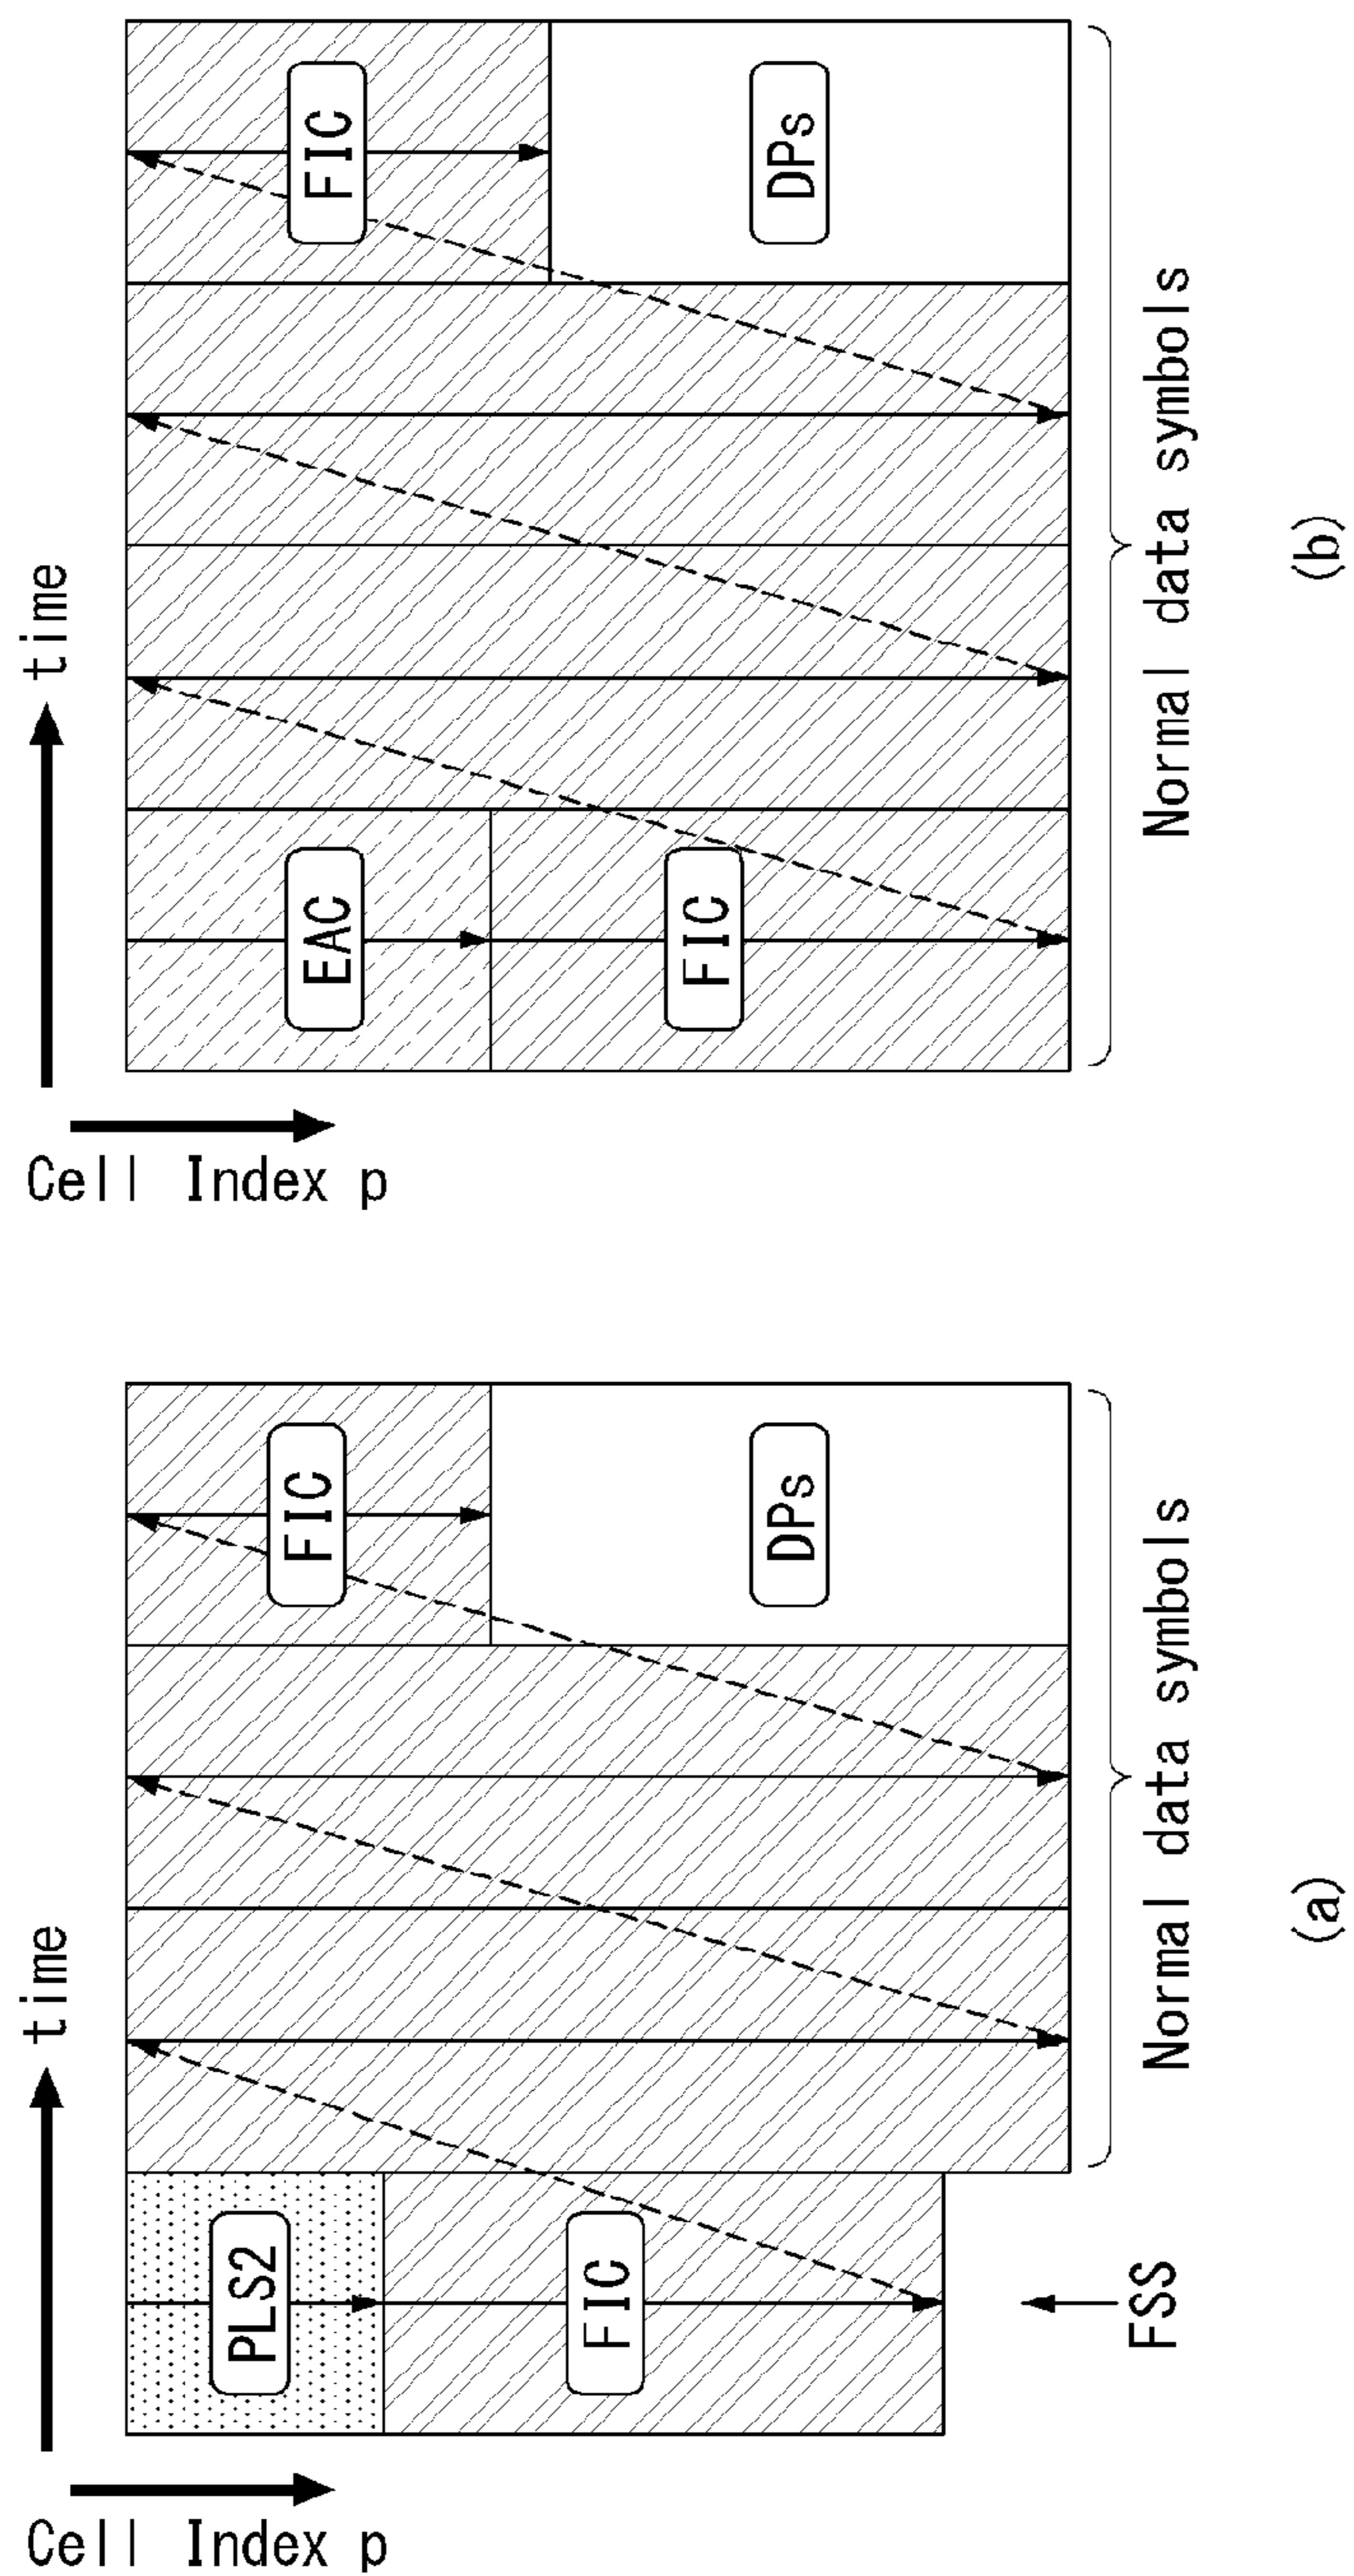 Cell Index p
time
PLS2
FIC
FIC
DPs
FSS
Normal data symbols
(a)
Cell Index p
time
EAC
FIC
FIC
DPs
Normal data symbols
(b)